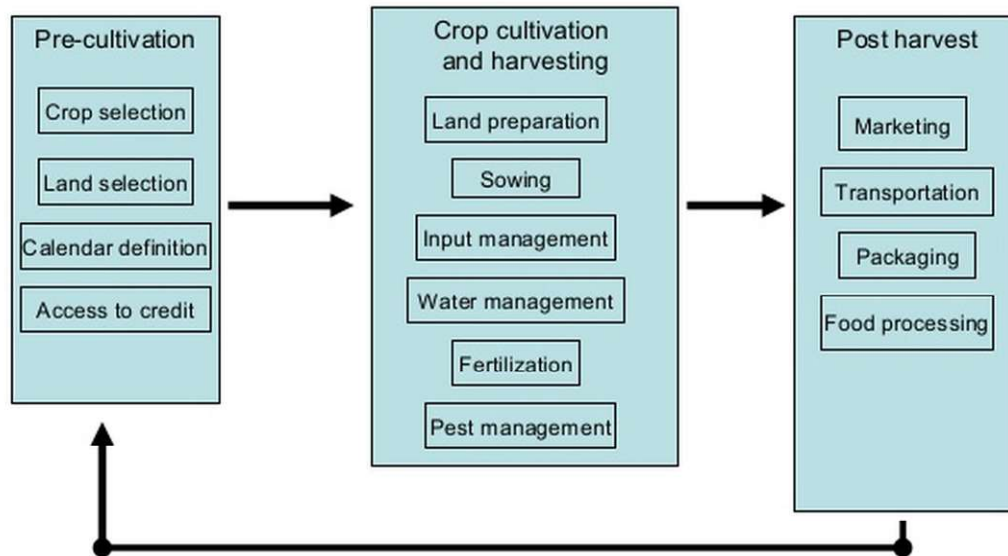 Pre-cultivation
Crop selection
Land selection
Calendar definition
Access to credit
Crop cultivation
and harvesting
Land preparation
Sowing
Input management
Water management
Fertilization
Pest management
Post harvest
Marketing
Transportation
Packaging
Food processing